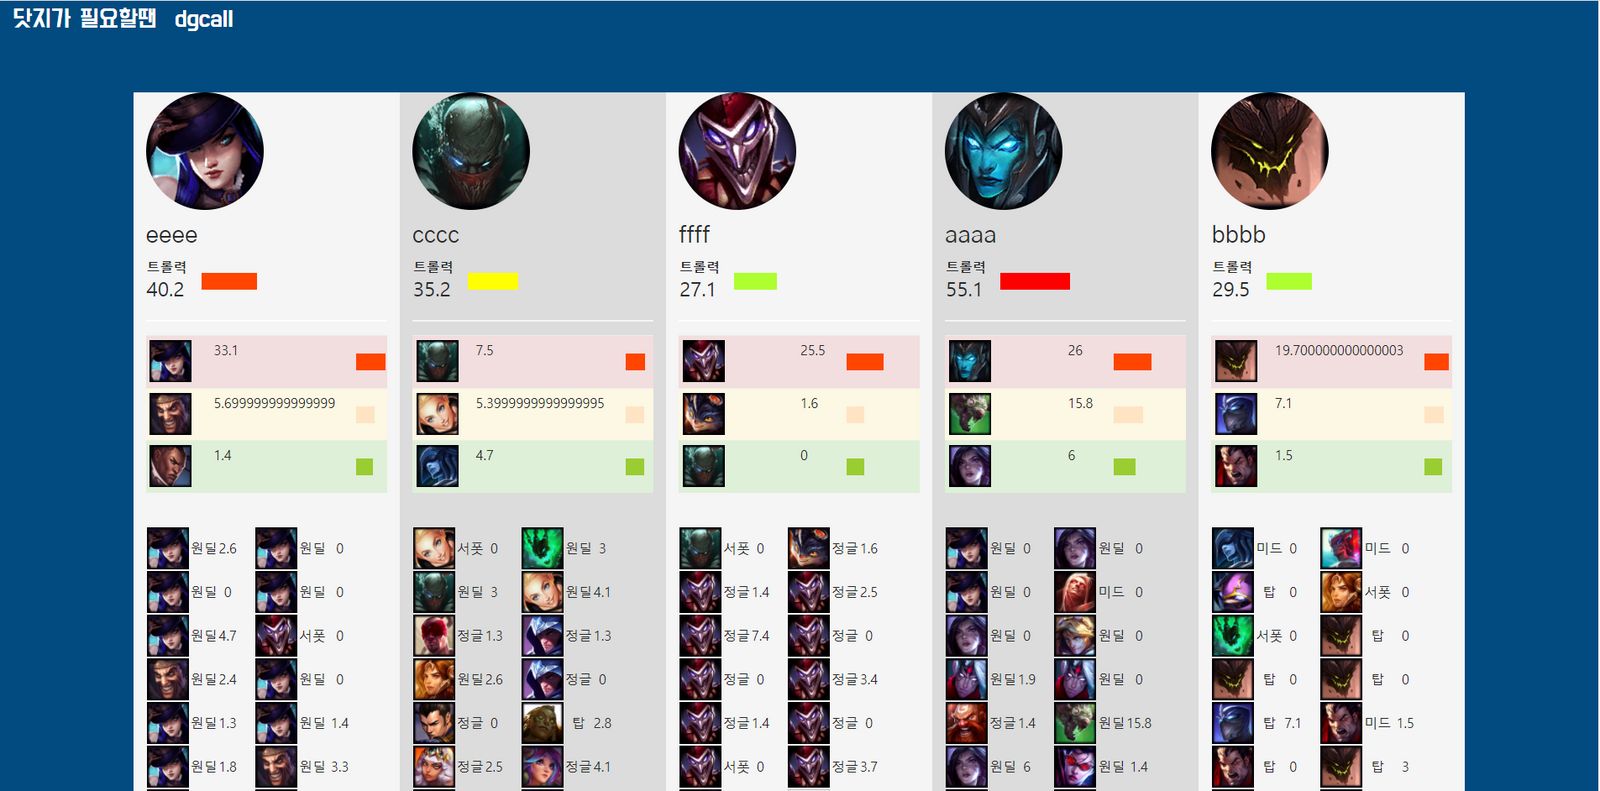 닷지가 필요할땐 dgcall
eeee
트롤력
40.2
33.1
5.699999999999999
1.4
원딜 2.6 원딜 0
원딜 0 원딜 0
원딜 4.7 서폿 0
원딜 2.4 원딜 0
원딜 1.3 원딜 1.4
원딜 1.8 원딜 3.3
cccc
트롤력
35.2
7.5
5.3999999999999995
4.7
서폿 0 원딜 3
원딜 3 원딜 4.1
정글 1.3 정글 1.3
원딜 2.6 정글 0
정글 0 탑 2.8
정글 2.5 정글 4.1
ffff
트롤력
27.1
25.5
1.6
0
서폿 0 정글 1.6
정글 1.4 정글 2.5
정글 7.4 정글 0
정글 0 정글 3.4
정글 1.4 정글 0
서폿 0 정글 3.7
aaaa
트롤력
55.1
26
15.8
6
원딜 0 원딜 0
원딜 0 미드 0
원딜 0 원딜 0
원딜 1.9 원딜 0
정글 1.4 원딜 15.8
원딜 6 원딜 1.4
bbbb
트롤력
29.5
19.700000000000003
7.1
1.5
미드 0 미드 0
탑 0 서폿 0
서폿 0 탑 0
탑 0 탑 0
탑 7.1 미드 1.5
탑 0 탑 3